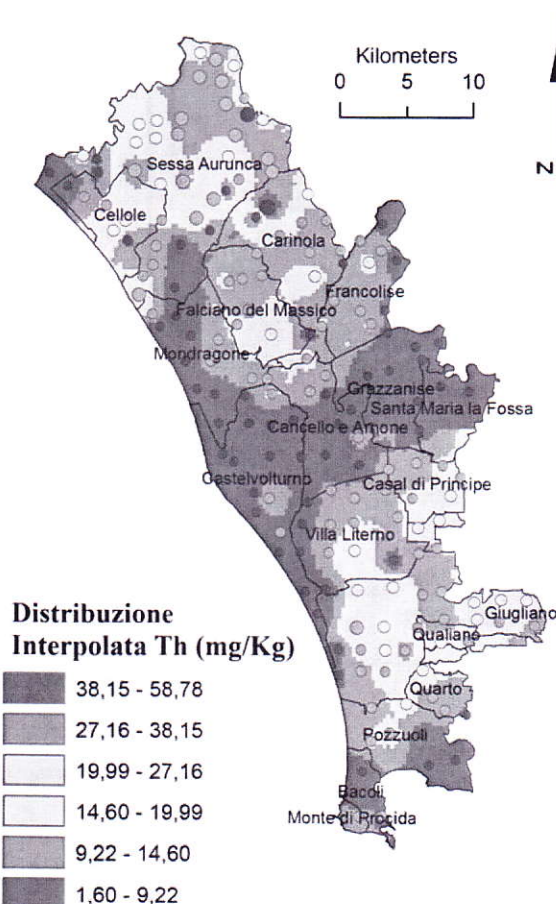 Kilometers
0 5 10
N
Sessa Aurunca
Cellole
Carinola
Francolise
Falciano del Massico
Mondragone
Grazzanise
Santa Maria la Fossa
Cancello e Arnone
Castelvolturno
Casal di Principe
Villa Literno
Giugliano
Qualiano
Quarto
Pozzuoli
Bacoli
Monte di Procida
Distribuzione
Interpolata Th (mg/Kg)
38,15 - 58,78
27,16 - 38,15
19,99 - 27,16
14,60 - 19,99
9,22 - 14,60
1,60 - 9,22